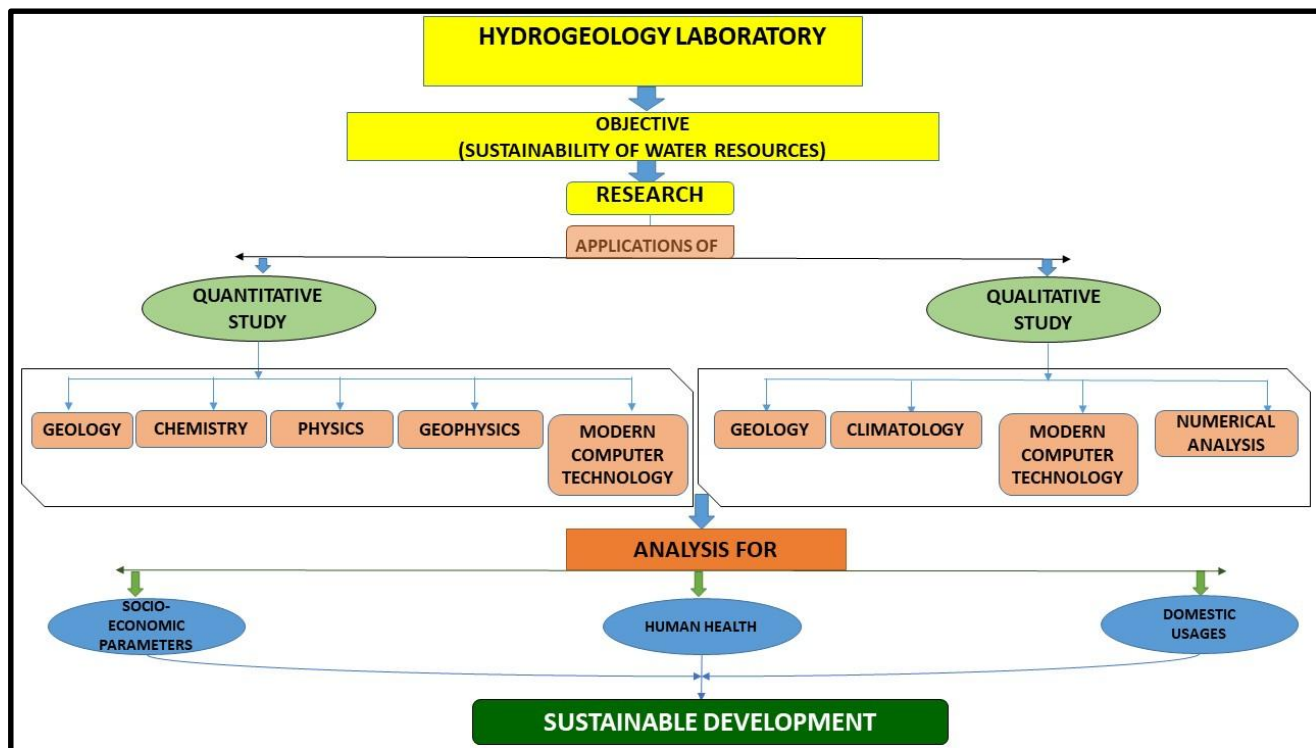 HYDROGEOLOGY LABORATORY
OBJECTIVE
(SUSTAINABILITY OF WATER RESOURCES)
RESEARCH
APPLICATIONS OF
QUANTITATIVE
STUDY
QUALITATIVE
STUDY
GEOLOGY
CHEMISTRY
PHYSICS
GEOPHYSICS
MODERN
COMPUTER
TECHNOLOGY
GEOLOGY
CLIMATOLOGY
MODERN
COMPUTER
TECHNOLOGY
NUMERICAL
ANALYSIS
ANALYSIS FOR
SOCIO-
ECONOMIC
PARAMETERS
HUMAN HEALTH
DOMESTIC
USAGES
SUSTAINABLE DEVELOPMENT